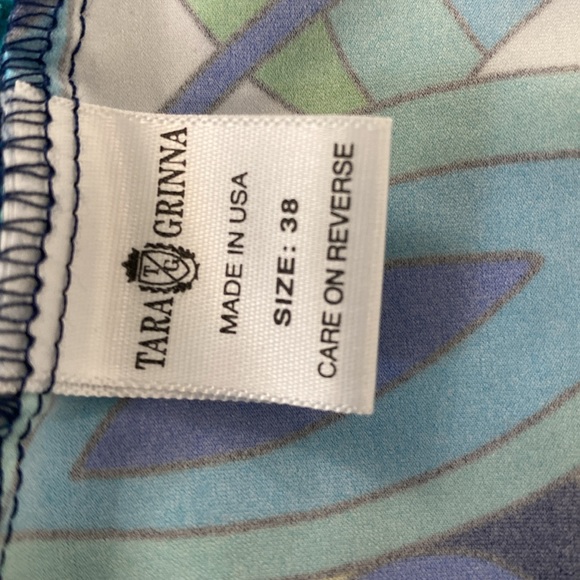 TARA TG GRINNA
MADE IN USA
SIZE: 38
CARE ON REVERSE